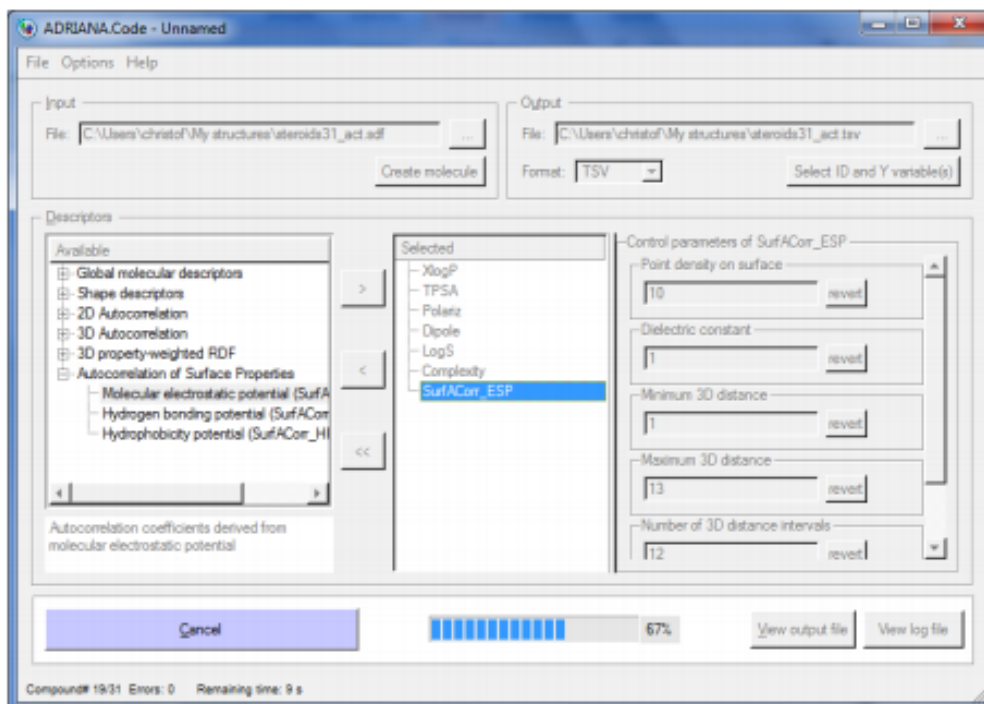 ADRIANA.Code - Unnamed
File Options Help
Input
File: C:\Users\christof\My structures\steroids31_act.sdf ...
Create molecule
Output
File: C:\Users\christof\My structures\steroids31_act.tsv ...
Format: TSV Select ID and Y variable(s)
Descriptors
Available
Global molecular descriptors
Shape descriptors
2D Autocorrelation
3D Autocorrelation
3D property-weighted RDF
Autocorrelation of Surface Properties
Molecular electrostatic potential (SurfA
Hydrogen bonding potential (SurfACorr
Hydrophobicity potential (SurfACorr_HI
Autocorrelation coefficients derived from
molecular electrostatic potential
>
<
<<
Selected
XlogP
TPSA
Polariz
Dipole
LogS
Complexity
SurfACorr_ESP
Control parameters of SurfACorr_ESP
Point density on surface
10 revert
Dielectric constant
1 revert
Minimum 3D distance
1 revert
Maximum 3D distance
13 revert
Number of 3D distance intervals
12 revert
Cancel
67%
View output file View log file
Compound# 19/31 Errors: 0 Remaining time: 9 s